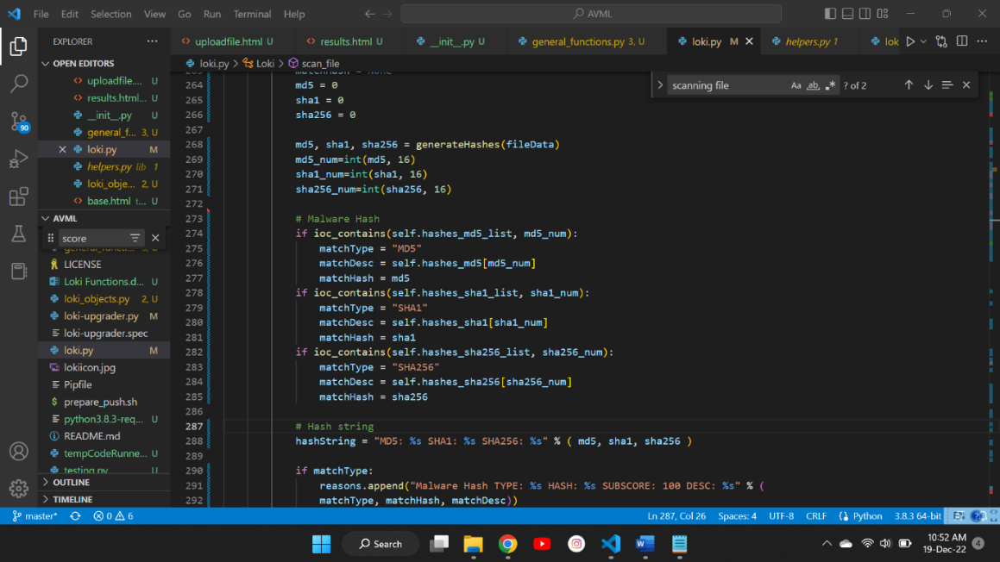 File Edit Selection View Go Run Terminal Help
AVML
EXPLORER
uploadfile.html U
results.html U
__init__.py U
general_functions.py 3, U
loki.py M
helpers.py 1
lok
OPEN EDITORS
loki.py > Loki > scan_file
uploadfile.... U
results.html... U
__init__.py U
general_f... 3, U
loki.py M
helpers.py lib 1
loki_obje... 2, U
base.html t... U
AVML
score
LICENSE
Loki Functions.d... U
loki_objects.py 2, U
loki-upgrader.py M
loki-upgrader.spec
loki.py M
lokiicon.jpg
Pipfile
prepare_push.sh
python3.8.3-req... U
README.md
tempCodeRunne... U
testing.py U
OUTLINE
TIMELINE
scanning file
Aa ab .*
? of 2
264 md5 = 0
265 sha1 = 0
266 sha256 = 0
267
268 md5, sha1, sha256 = generateHashes(fileData)
269 md5_num=int(md5, 16)
270 sha1_num=int(sha1, 16)
271 sha256_num=int(sha256, 16)
272
273 # Malware Hash
274 if ioc_contains(self.hashes_md5_list, md5_num):
275 matchType = "MD5"
276 matchDesc = self.hashes_md5[md5_num]
277 matchHash = md5
278 if ioc_contains(self.hashes_sha1_list, sha1_num):
279 matchType = "SHA1"
280 matchDesc = self.hashes_sha1[sha1_num]
281 matchHash = sha1
282 if ioc_contains(self.hashes_sha256_list, sha256_num):
283 matchType = "SHA256"
284 matchDesc = self.hashes_sha256[sha256_num]
285 matchHash = sha256
286
287 # Hash string
288 hashString = "MD5: %s SHA1: %s SHA256: %s" % ( md5, sha1, sha256 )
289
290 if matchType:
291 reasons.append("Malware Hash TYPE: %s HASH: %s SUBSCORE: 100 DESC: %s" % (
292 matchType, matchHash, matchDesc))
90
master* 0 6
Ln 287, Col 26 Spaces: 4 UTF-8 CRLF Python 3.8.3 64-bit
Search
10:52 AM
19-Dec-22
4